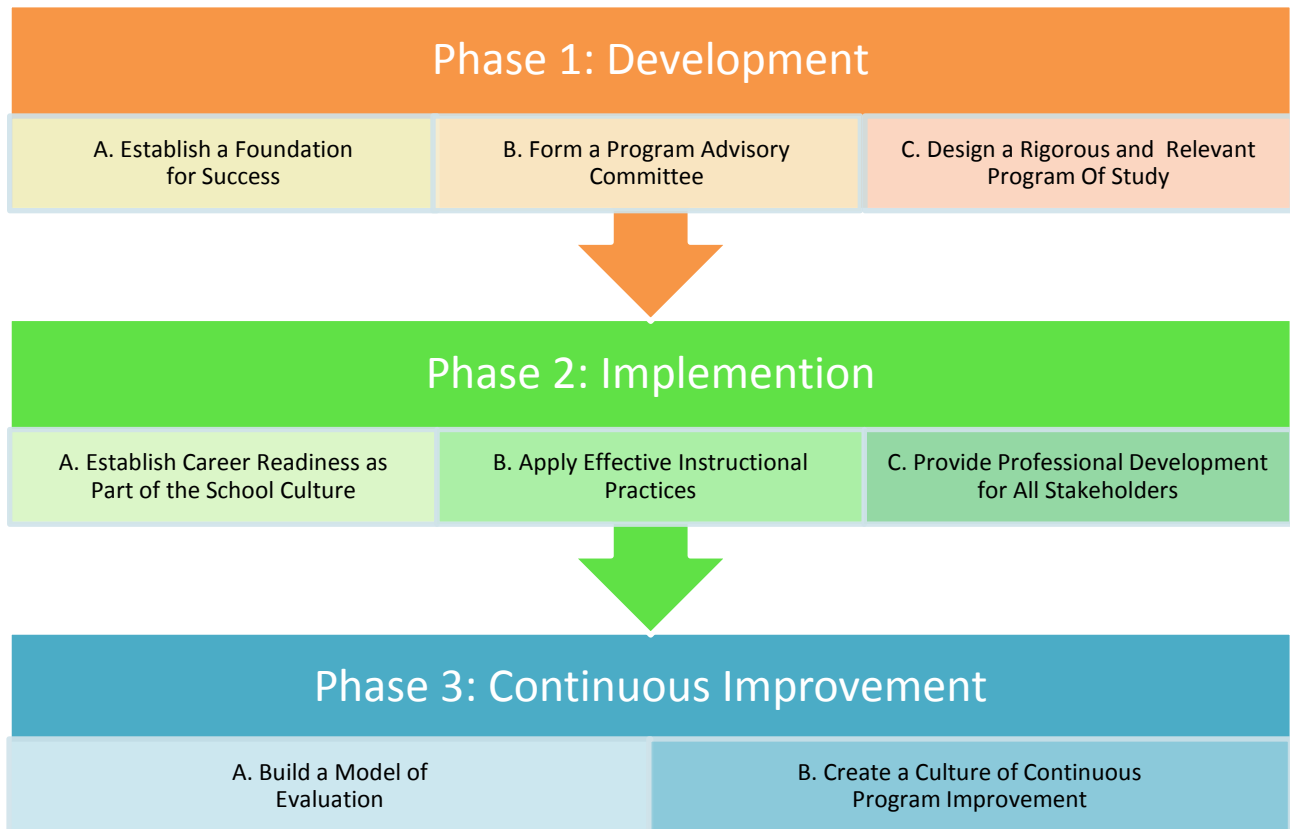 Phase 1: Development
A. Establish a Foundation
for Success
B. Form a Program Advisory
Committee
C. Design a Rigorous and Relevant
Program Of Study
Phase 2: Implemention
A. Establish Career Readiness as
Part of the School Culture
B. Apply Effective Instructional
Practices
C. Provide Professional Development
for All Stakeholders
Phase 3: Continuous Improvement
A. Build a Model of
Evaluation
B. Create a Culture of Continuous
Program Improvement